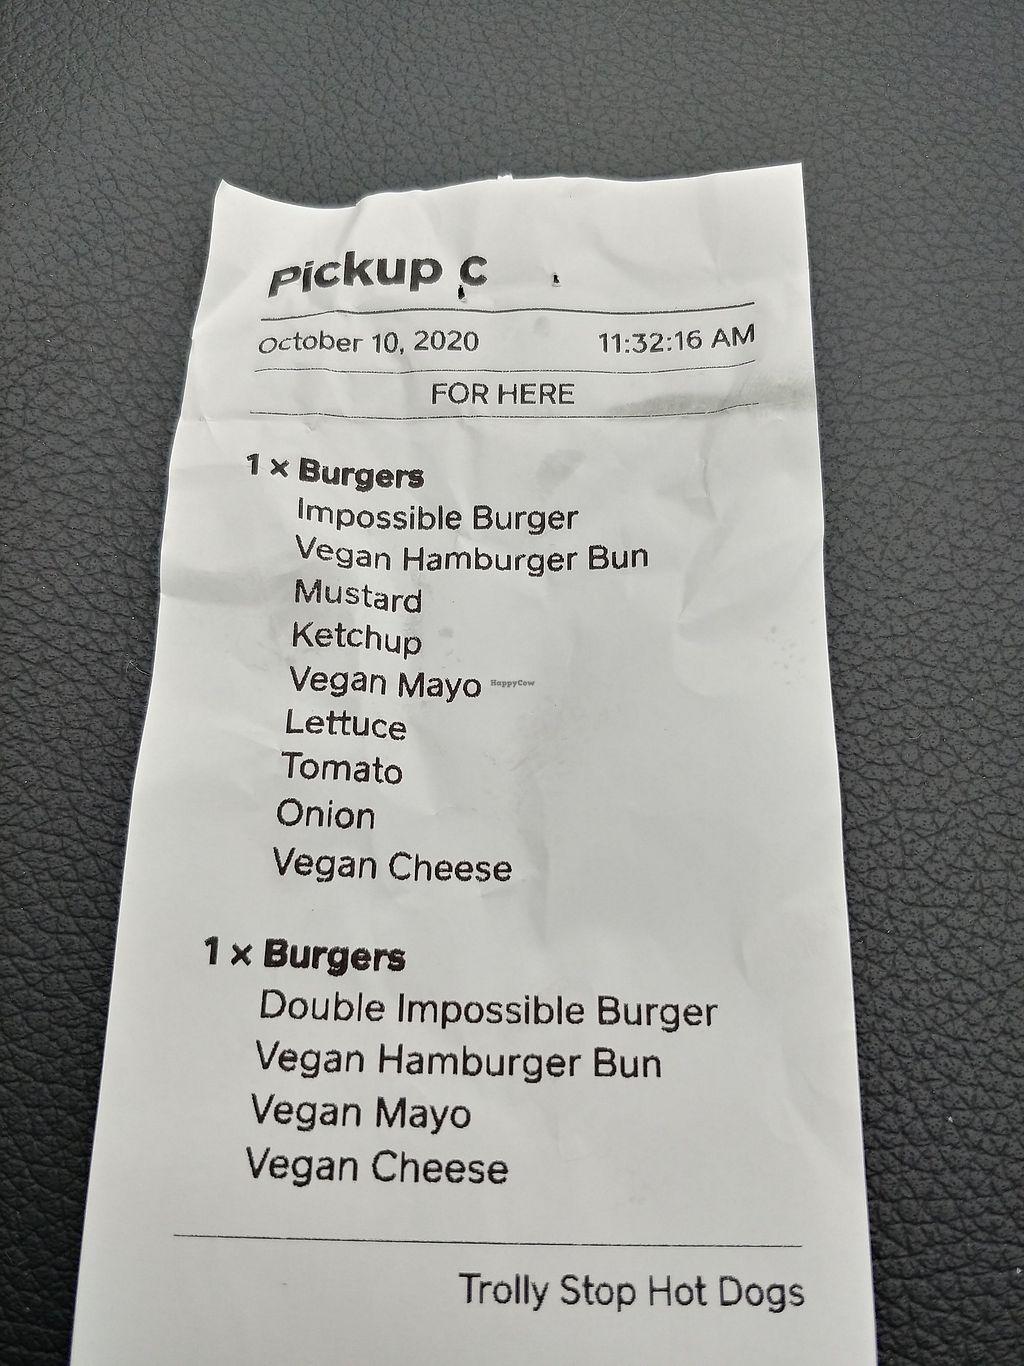 Pickup C
October 10, 2020 11:32:16 AM
FOR HERE
1 x Burgers
Impossible Burger
Vegan Hamburger Bun
Mustard
Ketchup
Vegan Mayo
HappyCow
Lettuce
Tomato
Onion
Vegan Cheese
1 x Burgers
Double Impossible Burger
Vegan Hamburger Bun
Vegan Mayo
Vegan Cheese
Trolly Stop Hot Dogs